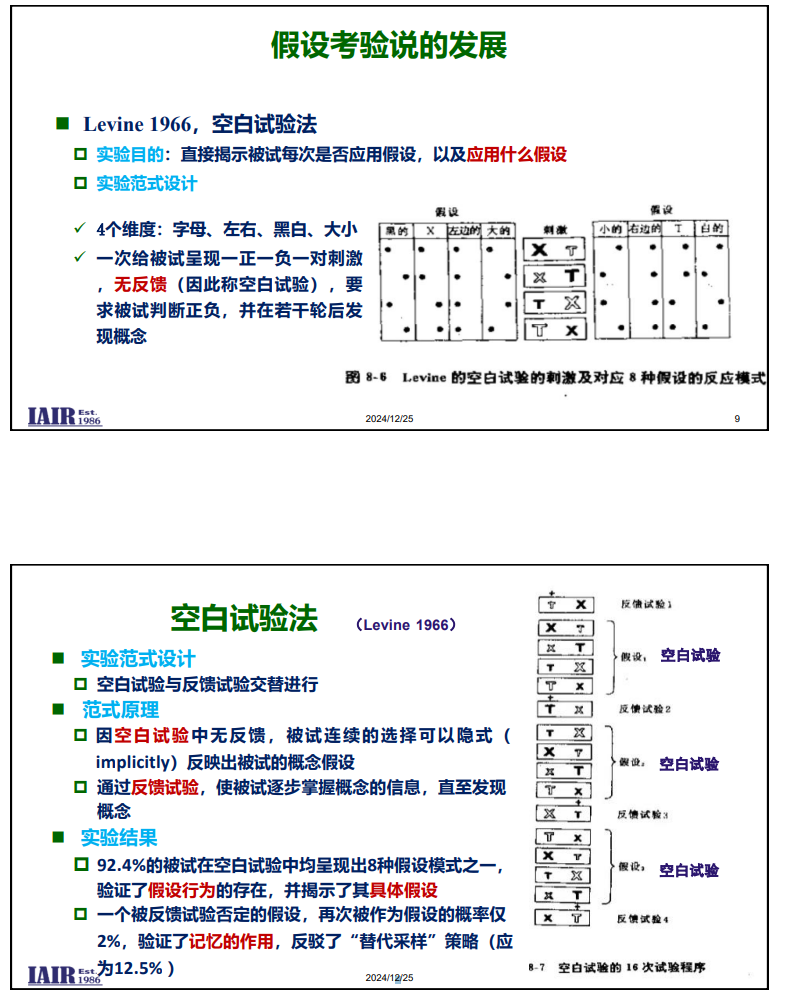 假设考验说的发展
Levine 1966，空白试验法
实验目的：直接揭示被试每次是否应用假设，以及应用什么假设
实验范式设计
4个维度：字母、左右、黑白、大小
一次给被试呈现一正一负一对刺激
，无反馈（因此称空白试验），要
求被试判断正负，并在若干轮后发
现概念
假设 假设
黑的 X 左边的 大的 刺激 小的 右边的 T 白的
X T
X T
T X
T X
图 8-6 Levine 的空白试验的刺激及对应 8 种假设的反应模式
IAIR Est. 1986
2024/12/25
9
空白试验法 （Levine 1966）
实验范式设计
空白试验与反馈试验交替进行
范式原理
因空白试验中无反馈，被试连续的选择可以隐式（
implicitly）反映出被试的概念假设
通过反馈试验，使被试逐步掌握概念的信息，直至发现
概念
实验结果
92.4%的被试在空白试验中均呈现出8种假设模式之一，
验证了假设行为的存在，并揭示了其具体假设
一个被反馈试验否定的假设，再次被作为假设的概率仅
2%，验证了记忆的作用，反驳了“替代采样”策略（应
为12.5% ）
+
T X 反馈试验1
X T
X T
假设₁ 空白试验
T X
T X
+
T X 反馈试验2
T X
X T
假设₂ 空白试验
X T
T X
+
X T 反馈试验3
T X
X T
假设₃ 空白试验
T X
X T
+
X T 反馈试验4
8-7 空白试验的 16 次试验程序
IAIR Est. 1986
2024/12/25